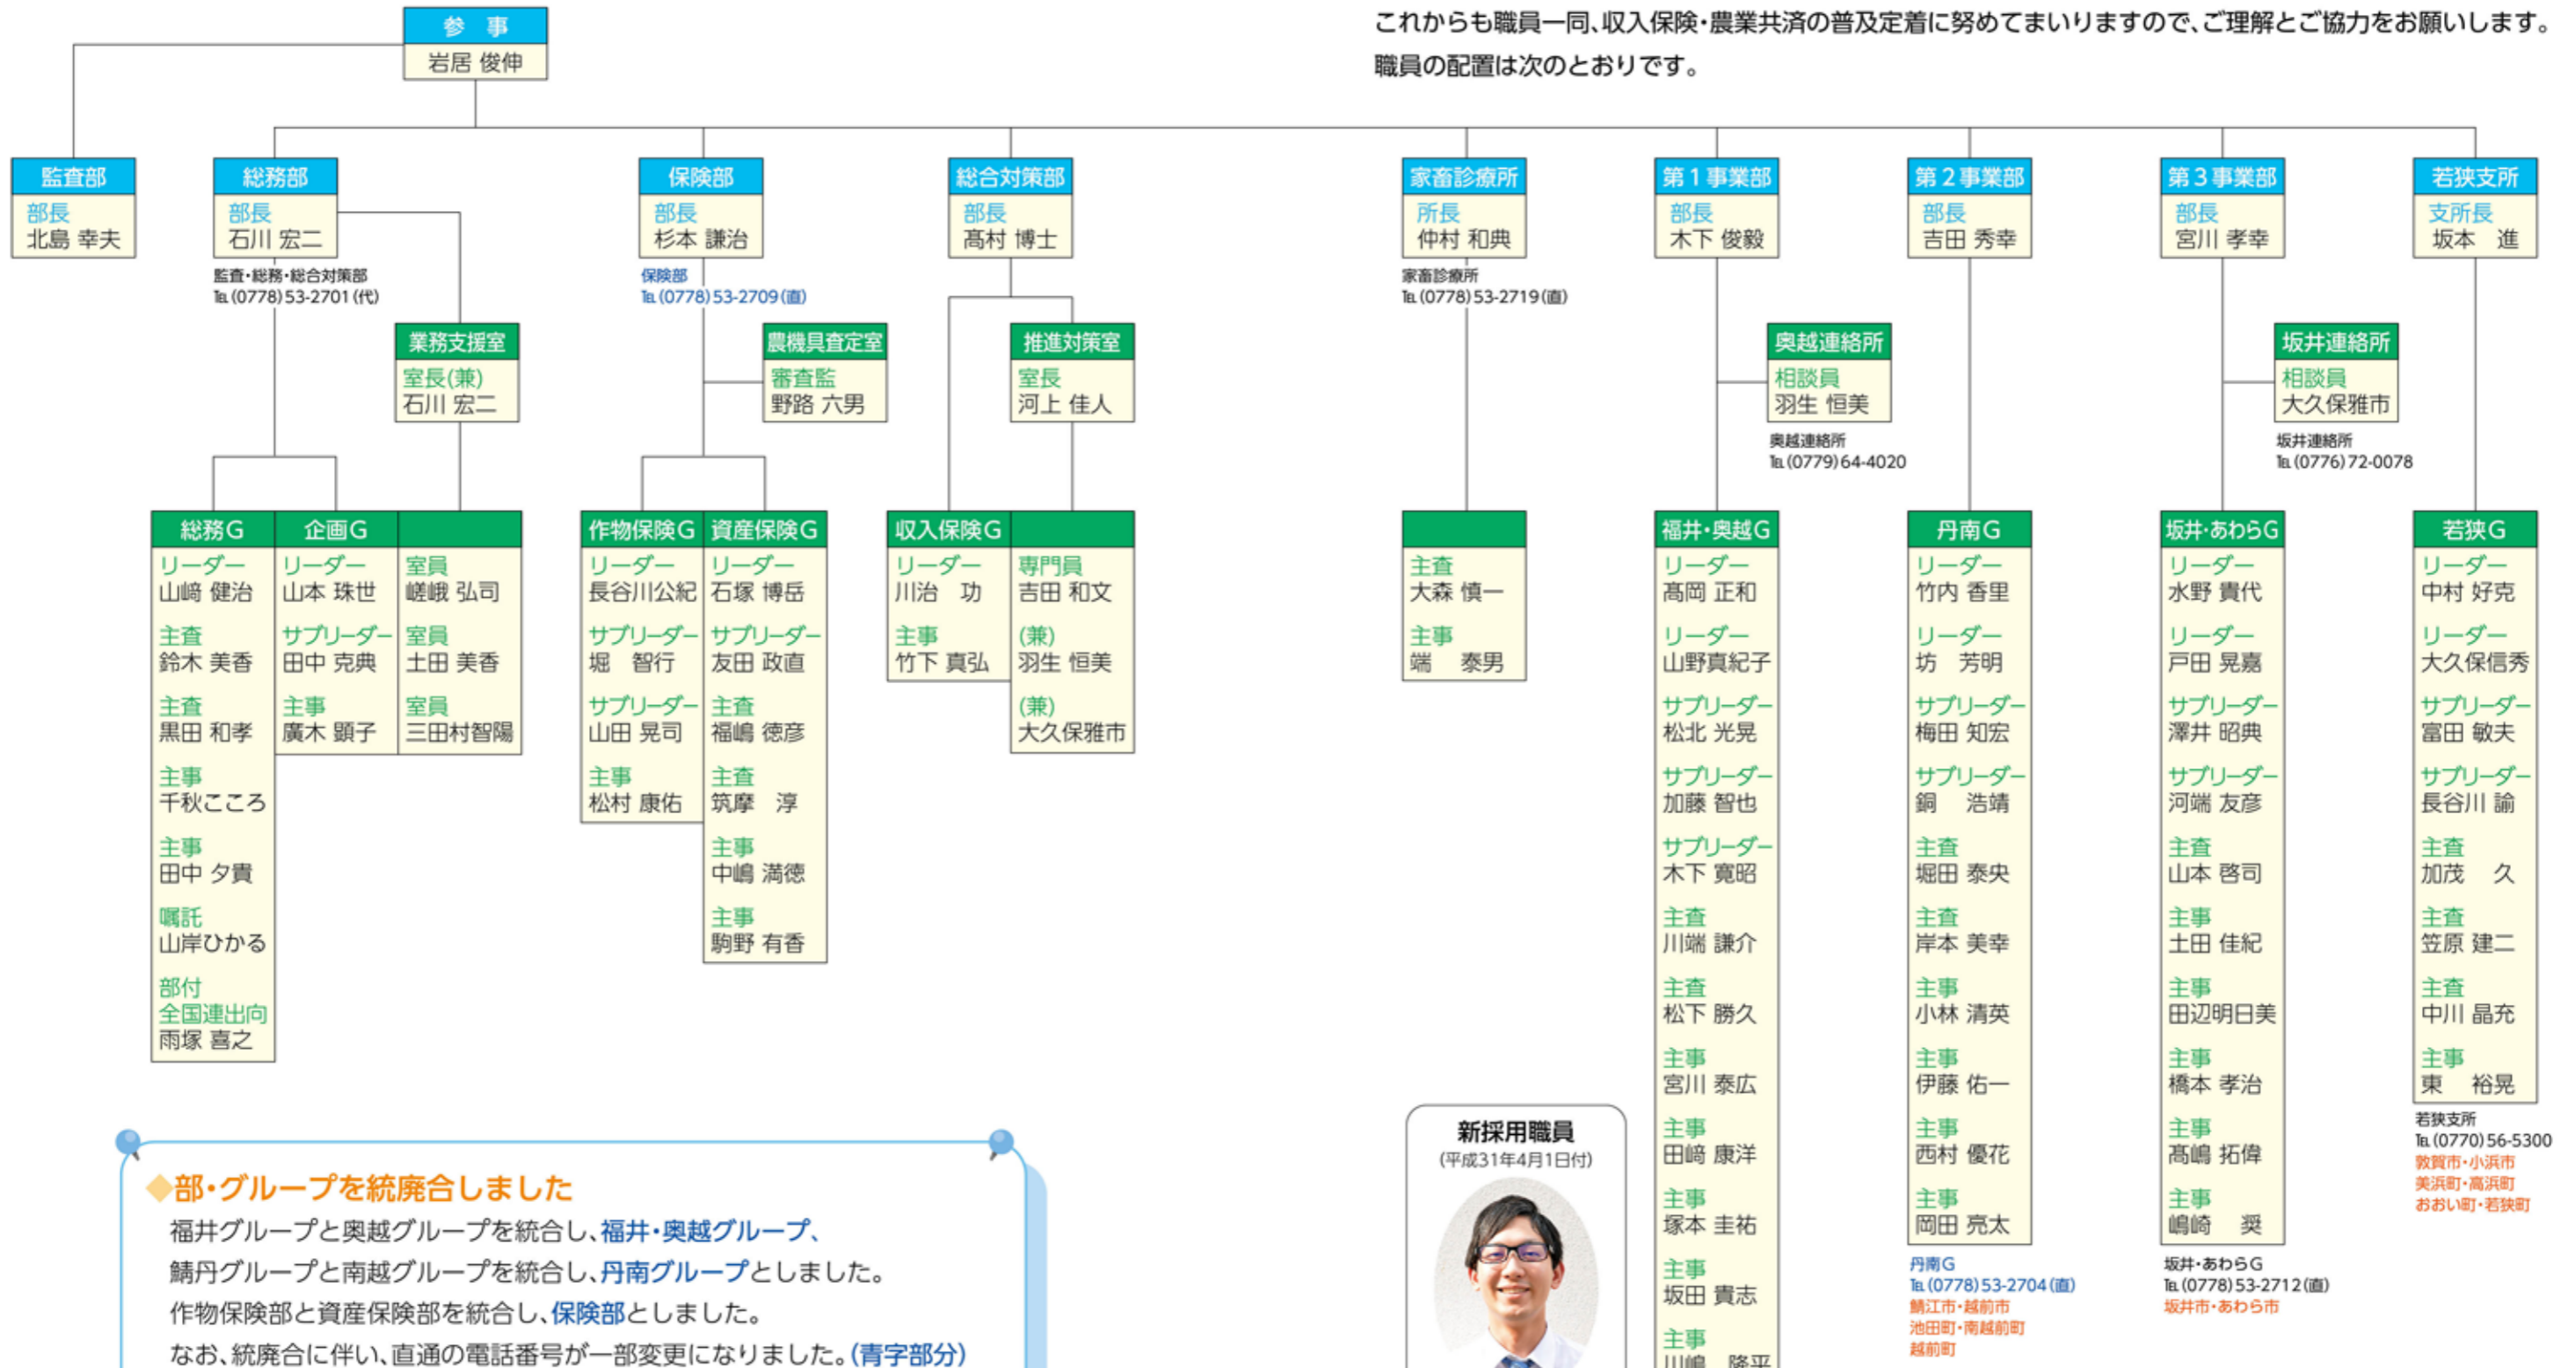 これからも職員一同、収入保険・農業共済の普及定着に努めてまいりますので、ご理解とご協力をお願いします。
職員の配置は次のとおりです。
参　事
岩居 俊伸
監査部
部長
北島 幸夫
総務部
部長
石川 宏二
監査・総務・総合対策部
℡(0778)53-2701(代)
業務支援室
室長(兼)
石川 宏二
総務G
リーダー
山﨑 健治
主査
鈴木 美香
主査
黒田 和孝
主事
千秋こころ
主事
田中 夕貴
嘱託
山岸ひかる
部付
全国連出向
雨塚 喜之
企画G
リーダー
山本 珠世
サブリーダー
田中 克典
主事
廣木 顕子
室員
嵯峨 弘司
室員
土田 美香
室員
三田村智陽
保険部
部長
杉本 謙治
保険部
℡(0778)53-2709(直)
農機具査定室
審査監
野路 六男
作物保険G
リーダー
長谷川公紀
サブリーダー
堀　智行
サブリーダー
山田 晃司
主事
松村 康佑
資産保険G
リーダー
石塚 博岳
サブリーダー
友田 政直
主査
福嶋 徳彦
主査
筑摩　淳
主事
中嶋 満徳
主事
駒野 有香
総合対策部
部長
髙村 博士
推進対策室
室長
河上 佳人
収入保険G
リーダー
川治　功
主事
竹下 真弘
専門員
吉田 和文
(兼)
羽生 恒美
(兼)
大久保雅市
家畜診療所
所長
仲村 和典
家畜診療所
℡(0778)53-2719(直)
主査
大森 慎一
主事
端　泰男
第１事業部
部長
木下 俊毅
奥越連絡所
相談員
羽生 恒美
奥越連絡所
℡(0779)64-4020
福井・奥越G
リーダー
髙岡 正和
リーダー
山野真紀子
サブリーダー
松北 光晃
サブリーダー
加藤 智也
サブリーダー
木下 寛昭
主査
川端 謙介
主査
松下 勝久
主事
宮川 泰広
主事
田﨑 康洋
主事
塚本 圭祐
主事
坂田 貴志
主事
川嶋　隆平
第２事業部
部長
吉田 秀幸
丹南G
リーダー
竹内 香里
リーダー
坊　芳明
サブリーダー
梅田 知宏
サブリーダー
銅　浩靖
主査
堀田 泰央
主査
岸本 美幸
主事
小林 清英
主事
伊藤 佑一
主事
西村 優花
主事
岡田 亮太
丹南G
℡(0778)53-2704(直)
鯖江市・越前市
池田町・南越前町
越前町
第３事業部
部長
宮川 孝幸
坂井連絡所
相談員
大久保雅市
坂井連絡所
℡(0776)72-0078
坂井・あわらG
リーダー
水野 貴代
リーダー
戸田 晃嘉
サブリーダー
澤井 昭典
サブリーダー
河端 友彦
主査
山本 啓司
主事
土田 佳紀
主事
田辺明日美
主事
橋本 孝治
主事
髙嶋 拓偉
主事
嶋崎　奨
坂井・あわらG
℡(0778)53-2712(直)
坂井市・あわら市
若狭支所
支所長
坂本　進
若狭G
リーダー
中村 好克
リーダー
大久保信秀
サブリーダー
富田 敏夫
サブリーダー
長谷川 諭
主査
加茂　久
主査
笠原 建二
主査
中川 晶充
主事
東　裕晃
若狭支所
℡(0770)56-5300
敦賀市・小浜市
美浜町・高浜町
おおい町・若狭町
新採用職員
(平成31年4月1日付)
◆部・グループを統廃合しました
福井グループと奥越グループを統合し、福井・奥越グループ、
鯖丹グループと南越グループを統合し、丹南グループとしました。
作物保険部と資産保険部を統合し、保険部としました。
なお、統廃合に伴い、直通の電話番号が一部変更になりました。(青字部分)